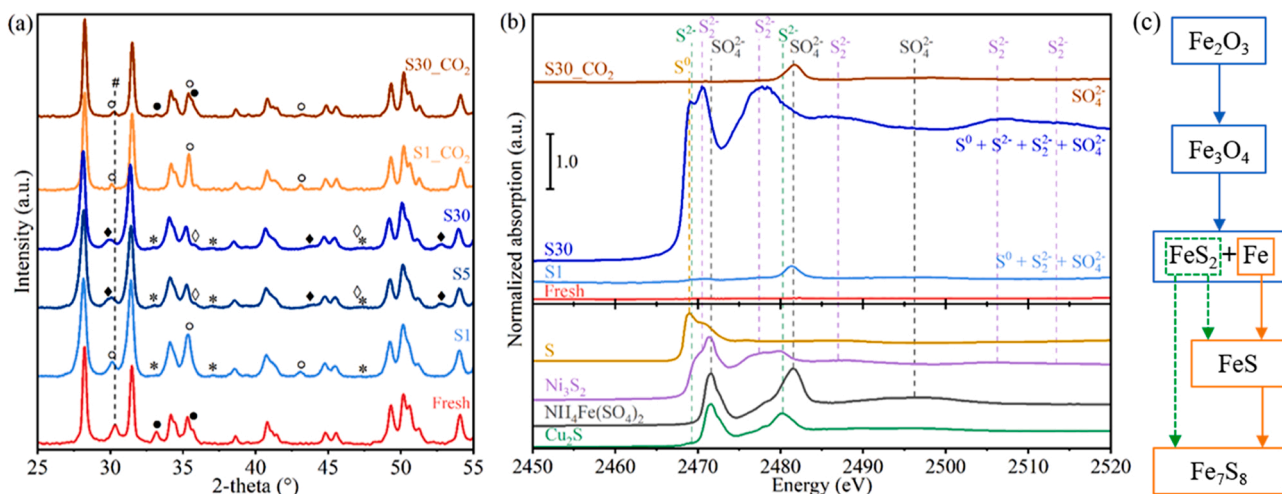 (a)
#
S30_CO₂
S1_CO₂
S30
S5
S1
Fresh
Intensity (a.u.)
25 30 35 40 45 50 55
2-theta (°)
(b)
S²⁻ S₂²⁻ SO₄²⁻ S₂²⁻ S²⁻ SO₄²⁻ S₂²⁻ SO₄²⁻ S₂²⁻ S₂²⁻
S⁰
S30_CO₂
SO₄²⁻
1.0
S⁰ + S²⁻ + S₂²⁻ + SO₄²⁻
S30
S⁰ + S₂²⁻ + SO₄²⁻
S1
Fresh
S
Ni₃S₂
NH₄Fe(SO₄)₂
Cu₂S
Normalized absorption (a.u.)
2450 2460 2470 2480 2490 2500 2510 2520
Energy (eV)
(c)
Fe₂O₃
Fe₃O₄
FeS₂ + Fe
FeS
Fe₇S₈